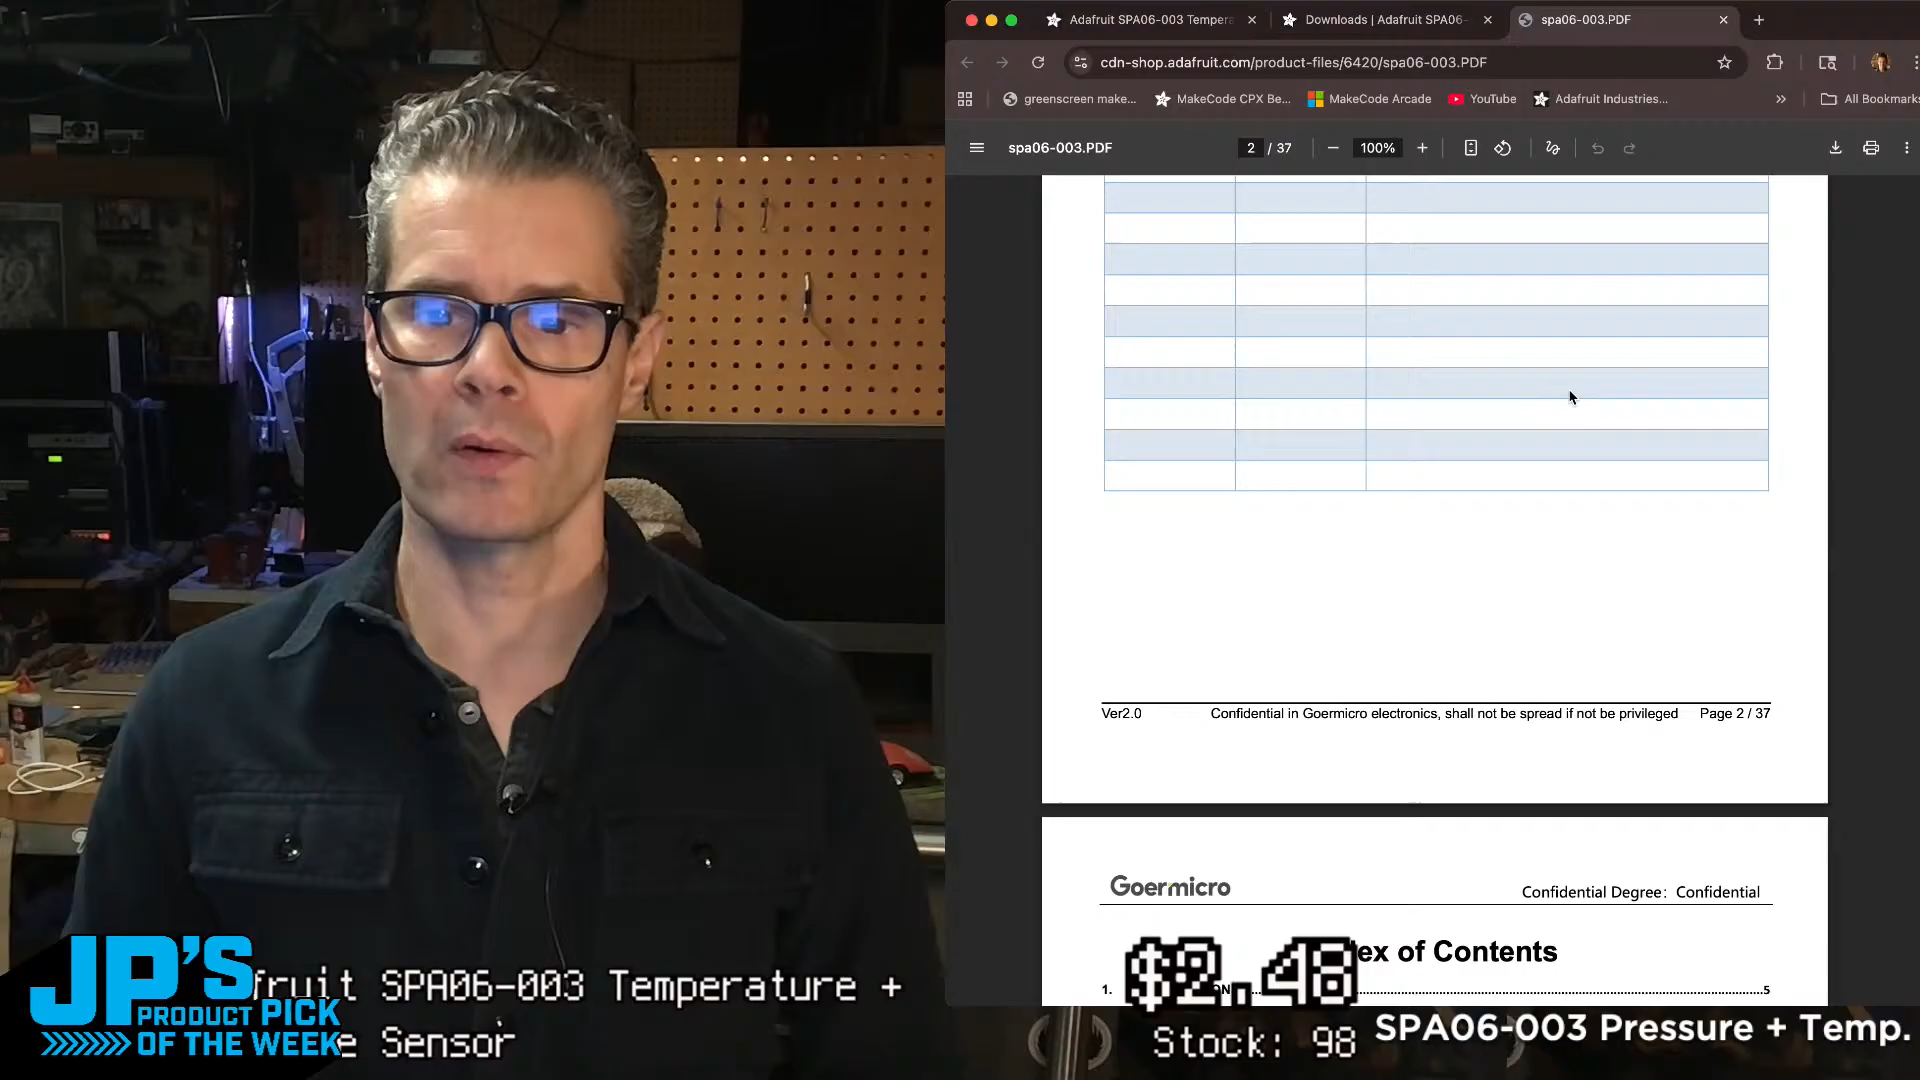 Adafruit SPA06-003 Tempera
Downloads | Adafruit SPA06-
spa06-003.PDF
cdn-shop.adafruit.com/product-files/6420/spa06-003.PDF
greenscreen make...
MakeCode CPX Be...
MakeCode Arcade
YouTube
Adafruit Industries...
All Bookmarks
spa06-003.PDF
2 / 37
100%
Ver2.0
Confidential in Goermicro electronics, shall not be spread if not be privileged
Page 2 / 37
Goermicro
Confidential Degree: Confidential
ex of Contents
1.
ON
5
$2.48
Stock: 98
SPA06-003 Pressure + Temp.
JP'S
PRODUCT PICK
OF THE WEEK
fruit SPA06-003 Temperature +
e Sensor